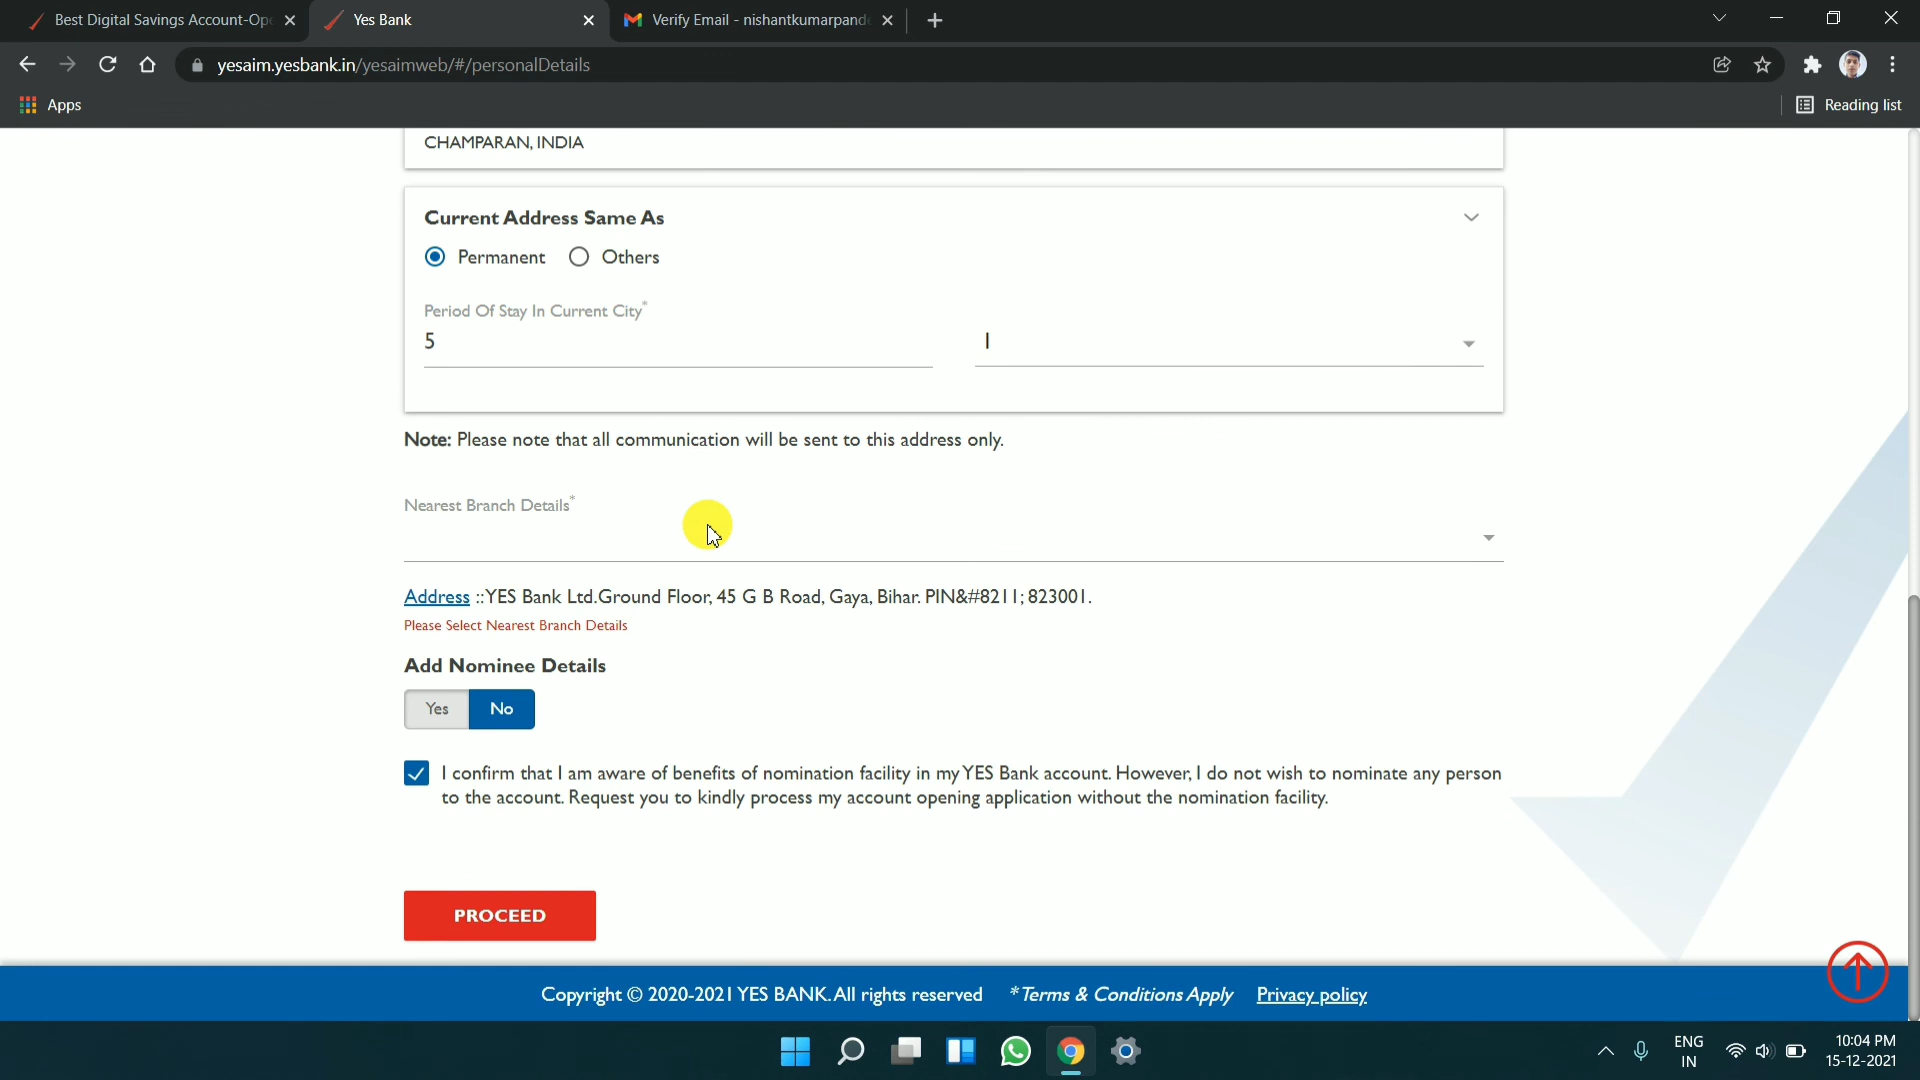 Best Digital Savings Account-Ope
Yes Bank
Verify Email - nishantkumarpande
yesaim.yesbank.in/yesaimweb/#/personalDetails
Apps
Reading list
CHAMPARAN, INDIA
Current Address Same As
Permanent Others
Period Of Stay In Current City*
5 1
Note: Please note that all communication will be sent to this address only.
Nearest Branch Details*
Address ::YES Bank Ltd.Ground Floor, 45 G B Road, Gaya, Bihar. PIN&#8211; 823001.
Please Select Nearest Branch Details
Add Nominee Details
Yes No
I confirm that I am aware of benefits of nomination facility in my YES Bank account. However, I do not wish to nominate any person
to the account. Request you to kindly process my account opening application without the nomination facility.
PROCEED
Copyright © 2020-2021 YES BANK. All rights reserved *Terms & Conditions Apply Privacy policy
ENG
IN
10:04 PM
15-12-2021